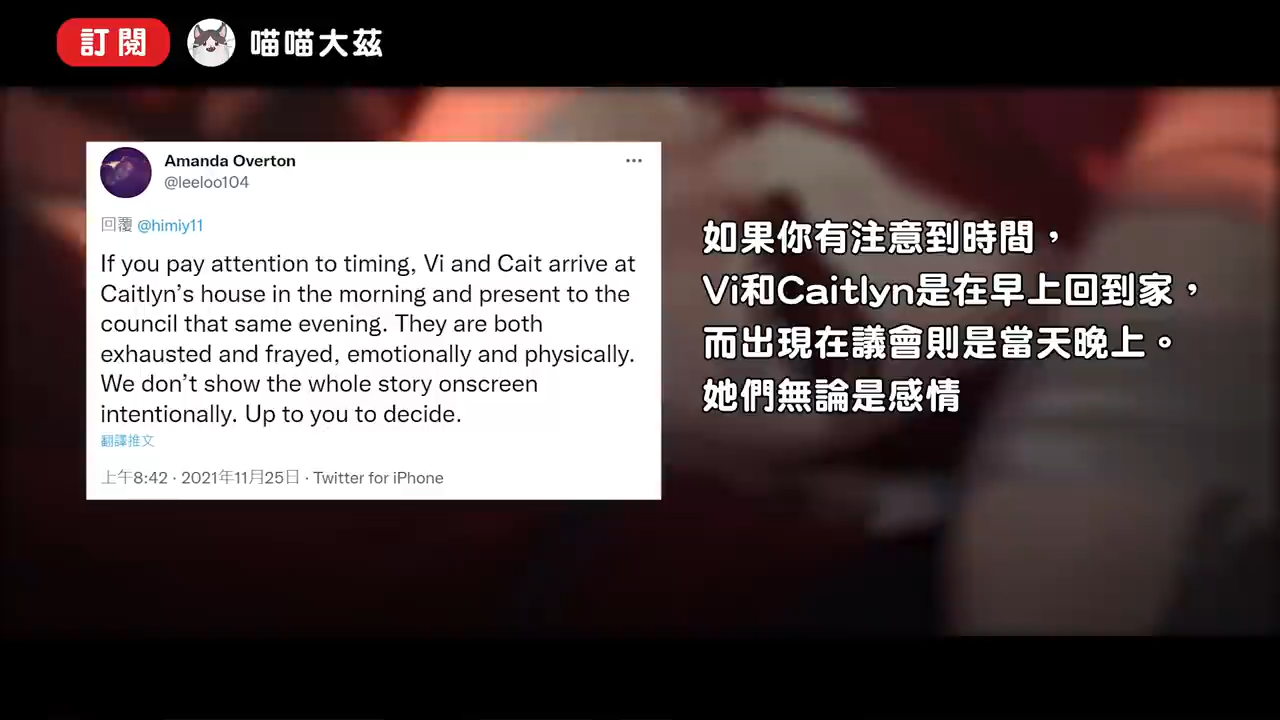 訂閱 喵喵大茲
Amanda Overton
@leeloo104
回覆 @himiy11
If you pay attention to timing, Vi and Cait arrive at
Caitlyn's house in the morning and present to the
council that same evening. They are both
exhausted and frayed, emotionally and physically.
We don't show the whole story onscreen
intentionally. Up to you to decide.
翻譯推文
上午8:42 · 2021年11月25日 · Twitter for iPhone
如果你有注意到時間，
Vi和Caitlyn是在早上回到家，
而出現在議會則是當天晚上。
她們無論是感情